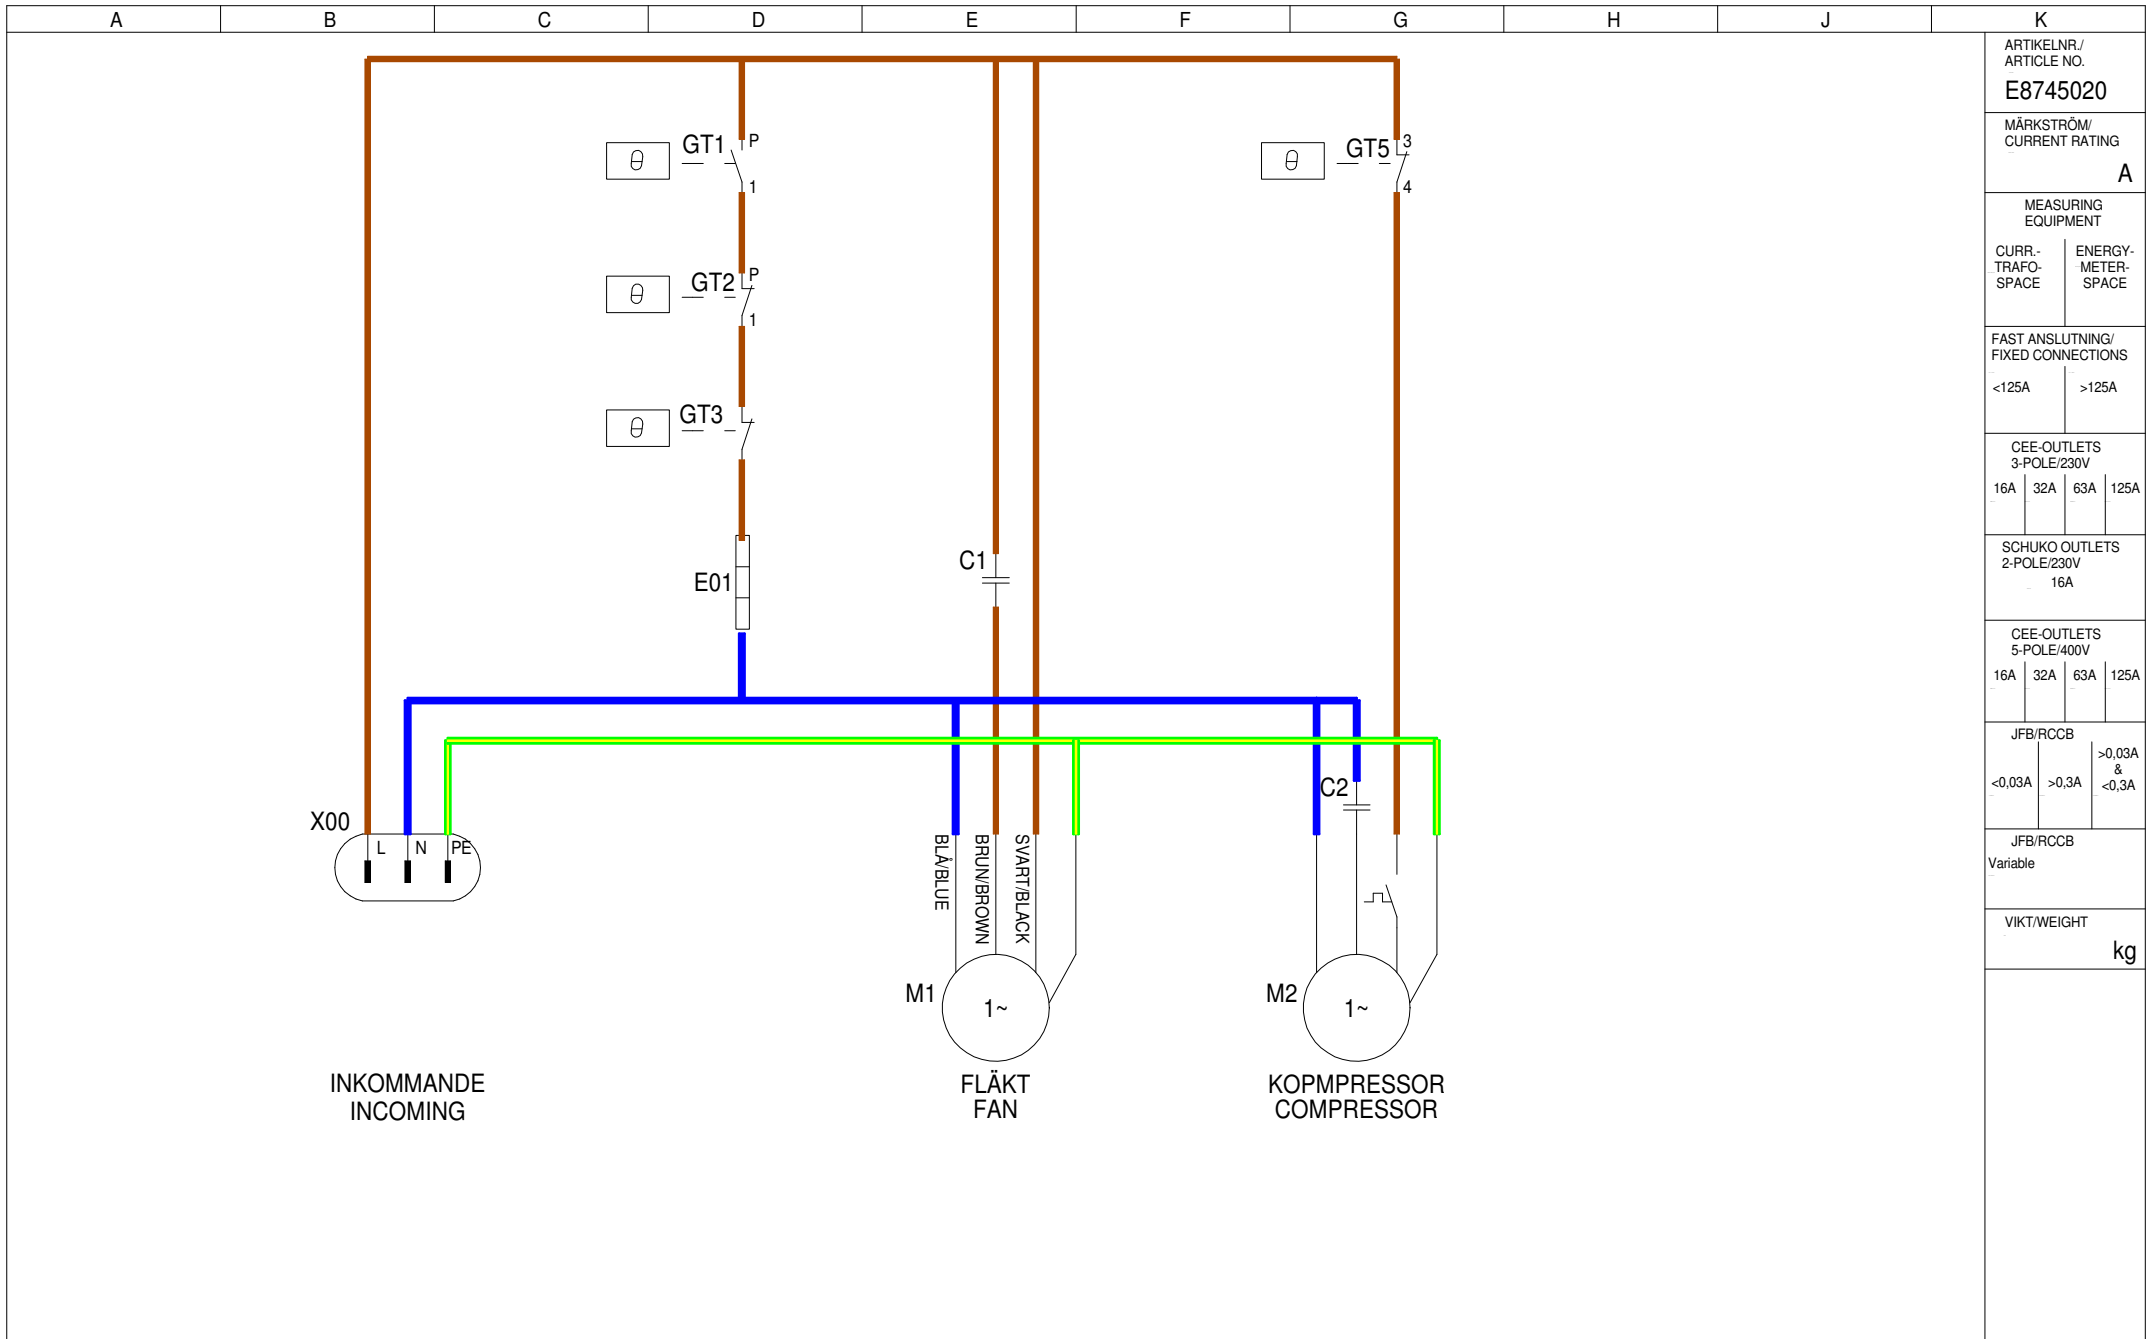 A B C D E F G H J K
ARTIKELNR./
ARTICLE NO.
E8745020
MÄRKSTRÖM/
CURRENT RATING
A
MEASURING
EQUIPMENT
CURR.-
TRAFO-
SPACE
ENERGY-
METER-
SPACE
FAST ANSLUTNING/
FIXED CONNECTIONS
<125A >125A
CEE-OUTLETS
3-POLE/230V
16A 32A 63A 125A
SCHUKO OUTLETS
2-POLE/230V
16A
CEE-OUTLETS
5-POLE/400V
16A 32A 63A 125A
JFB/RCCB
<0,03A >0,3A
>0,03A
&
<0,3A
JFB/RCCB
Variable
VIKT/WEIGHT
kg
θ GT1 P
1
θ GT2 P
1
θ GT3
E01
θ GT5 3
4
C1
C2
X00
L N PE
BLÅ/BLUE
BRUN/BROWN
SVART/BLACK
M1 1~
M2 1~
INKOMMANDE
INCOMING
FLÄKT
FAN
KOPMPRESSOR
COMPRESSOR